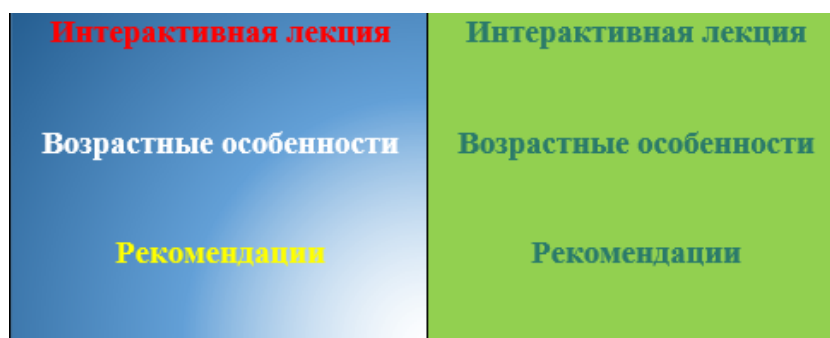 Интерактивная лекция
Возрастные особенности
Рекомендации
Интерактивная лекция
Возрастные особенности
Рекомендации